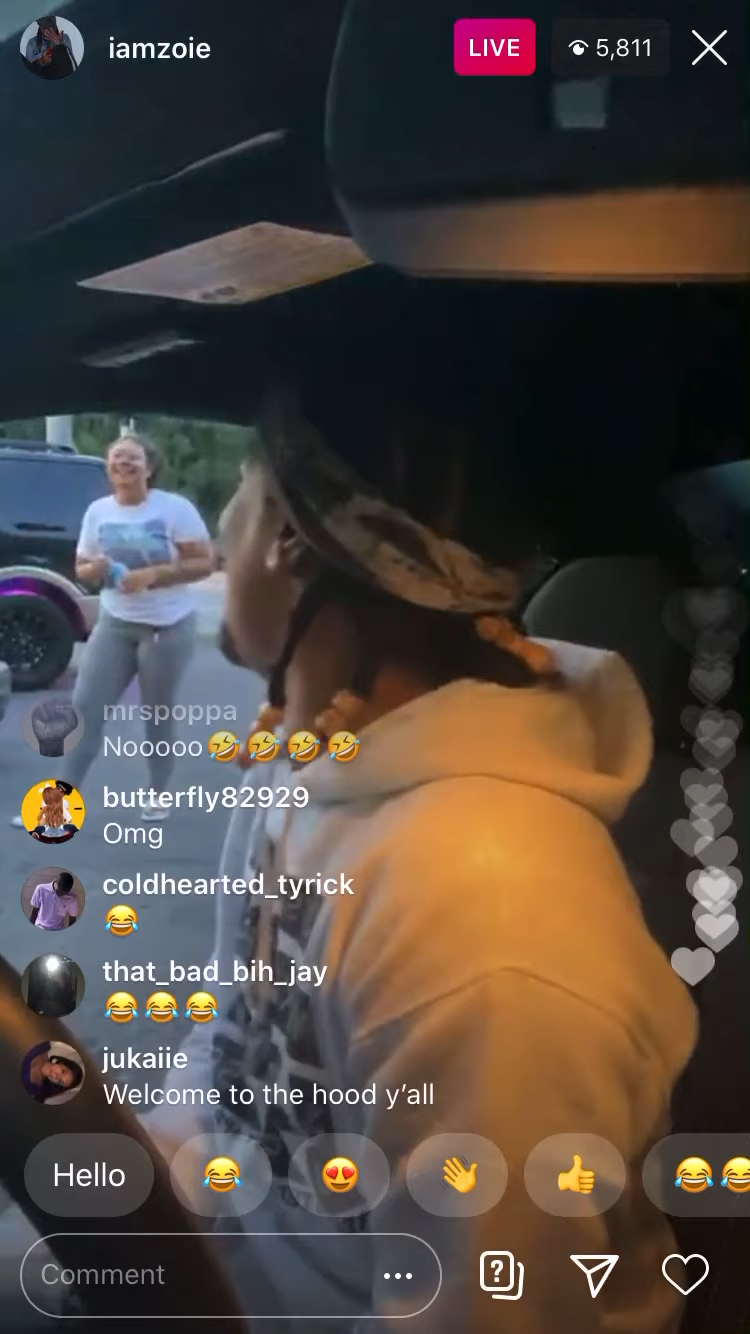 iamzoie
LIVE
5,811
mrspoppa
Nooooo🤣🤣🤣🤣
butterfly82929
Omg
coldhearted_tyrick
😂
that_bad_bih_jay
😂😂😂
jukaiie
Welcome to the hood y’all
Hello 😂 😍 👋 👍 😂😂
Comment